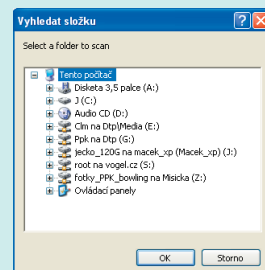 Vyhledat složku
Select a folder to scan
Tento počítač
Disketa 3,5 palce (A:)
J (C:)
Audio CD (D:)
Clm na Dtp\Media (E:)
Ppk na Dtp (G:)
jecko_120G na macek_xp (Macek_xp) (J:)
root na vogel.cz (S:)
fotky_PPK_bowling na Misicka (Z:)
Ovládací panely
OK Storno